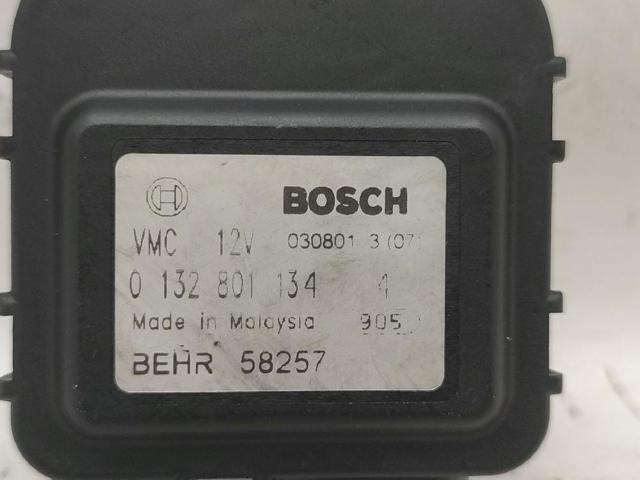 BOSCH
VMC 12V 030801 3 (07)
0 132 801 134 4
Made in Malaysia 905
BEHR 58257